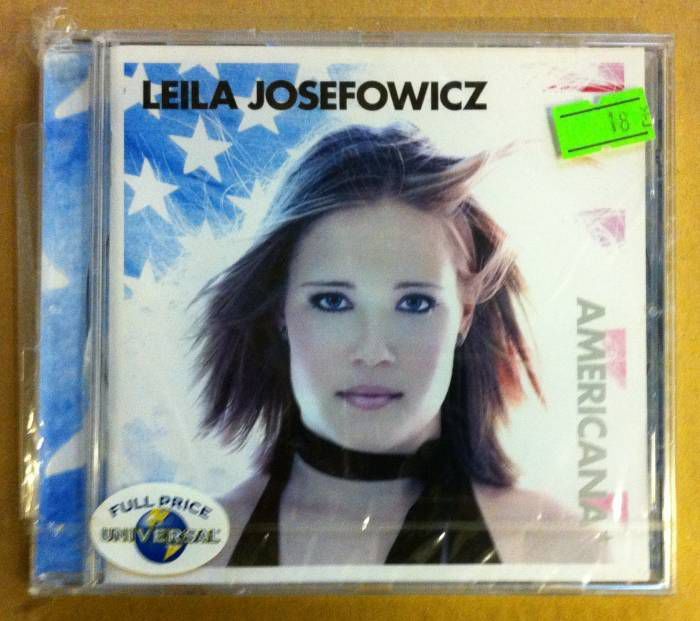 LEILA JOSEFOWICZ
18
AMERICANA
FULL PRICE
UNIVERSAL